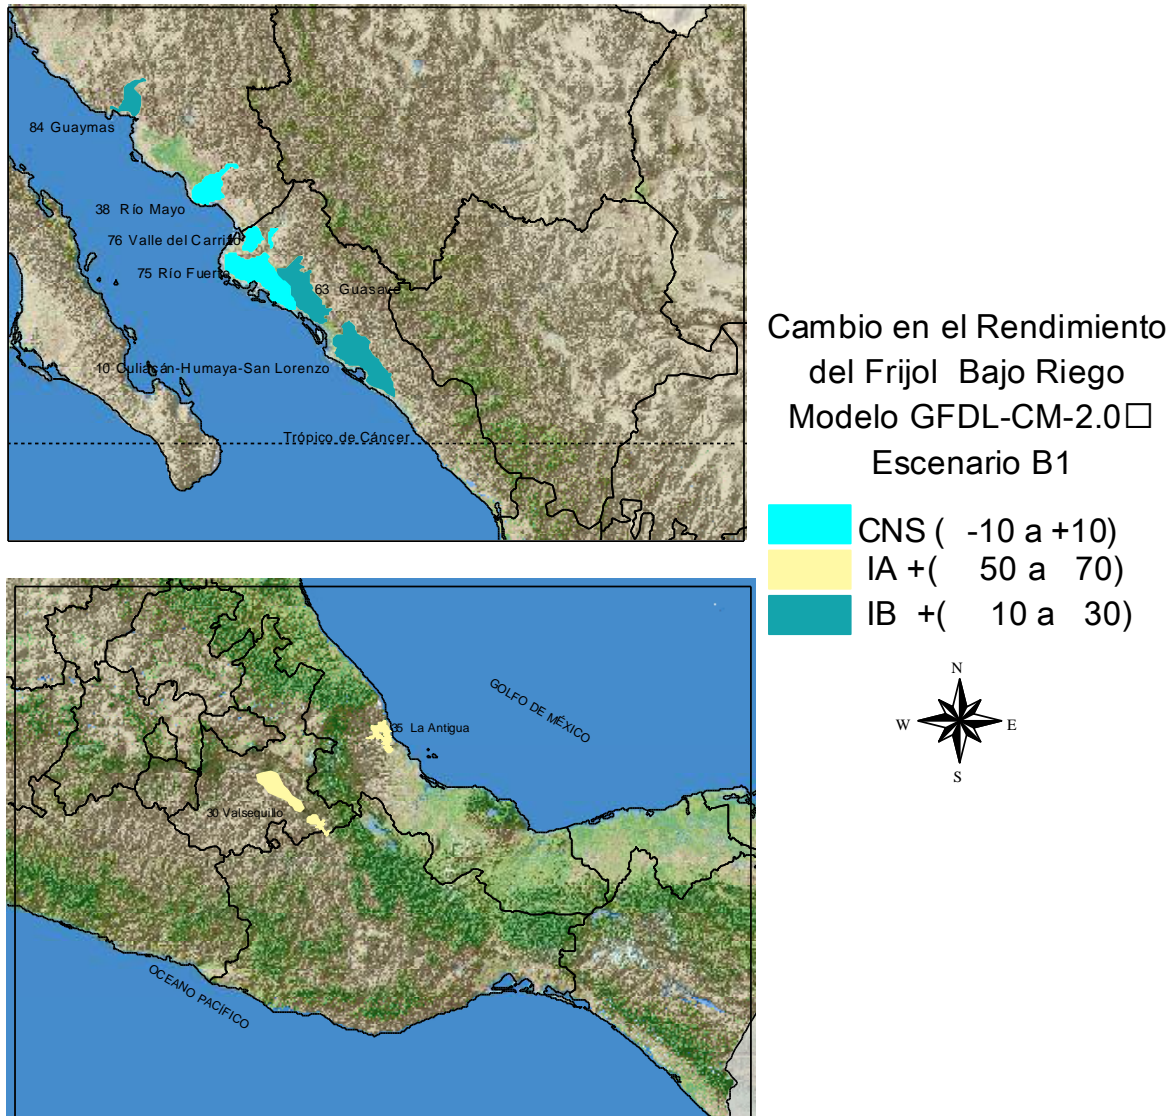 84 Guaymas
38 Río Mayo
76 Valle del Carrizo
75 Río Fuerte
63 Guasave
10 Culiacán-Humaya-San Lorenzo
Trópico de Cáncer
Cambio en el Rendimiento
del Frijol Bajo Riego
Modelo GFDL-CM-2.0□
Escenario B1
CNS ( -10 a +10)
IA +( 50 a 70)
IB +( 10 a 30)
N
W E
S
GOLFO DE MÉXICO
35 La Antigua
30 Valsequillo
OCEANO PACÍFICO